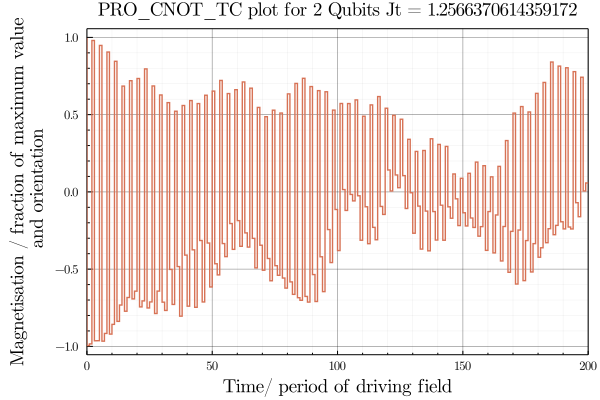 PRO_CNOT_TC plot for 2 Qubits Jt = 1.2566370614359172
Magnetisation / fraction of maximum value
and orientation
1.0
0.5
0.0
−0.5
−1.0
0 50 100 150 200
Time/ period of driving field